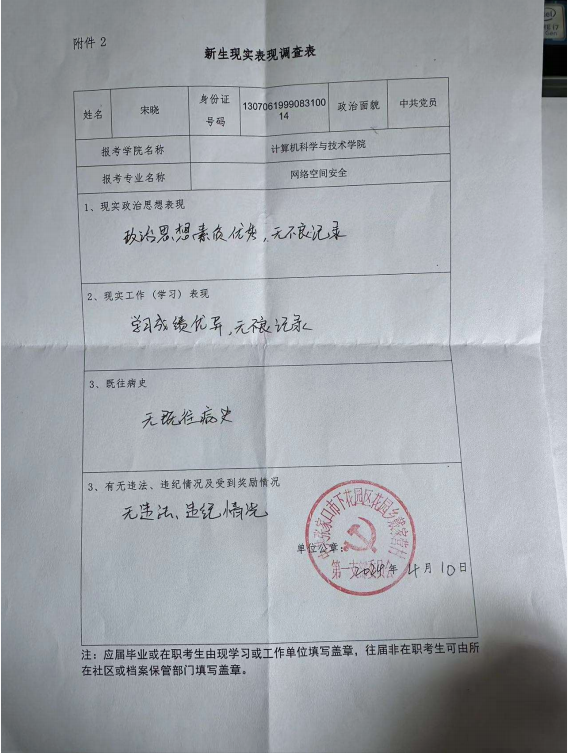 附件 2
新生现实表现调查表
姓名 宋晓 身份证号码 130706199908310014 政治面貌 中共党员
报考学院名称 计算机科学与技术学院
报考专业名称 网络空间安全
1、现实政治思想表现
政治思想素质优秀，无不良记录
2、现实工作（学习）表现
学习成绩优异，无不良记录
3、既往病史
无既往病史
3、有无违法、违纪情况及受到奖励情况
无违法、违纪情况
张家口市下花园区花园乡
第一支部委员会
单位公章：
2024年 4月 10日
注：应届毕业或在职考生由现学习或工作单位填写盖章，往届非在职考生可由所
在社区或档案保管部门填写盖章。